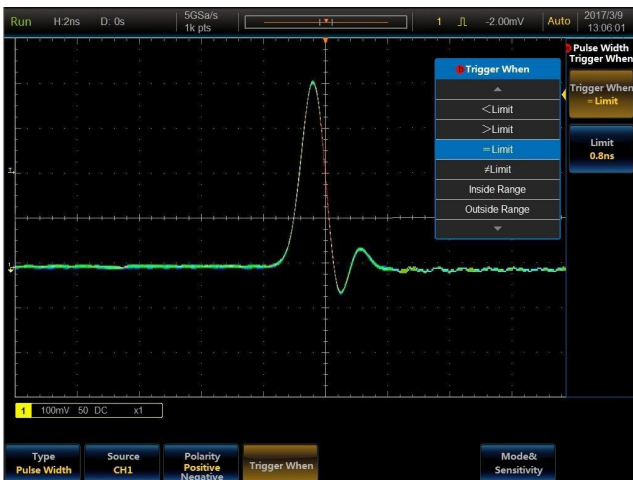 Run H:2ns D: 0s 5GSa/s 1 -2.00mV Auto 2017/3/9
1k pts 13:06:01
Pulse Width
Trigger When
b Trigger When
Trigger When
= Limit
<Limit
>Limit
=Limit
≠Limit
Inside Range
Outside Range
Limit
0.8ns
1 100mV 50 DC x1
Type
Pulse Width
Source
CH1
Polarity
Positive
Negative
Trigger When
Mode&
Sensitivity